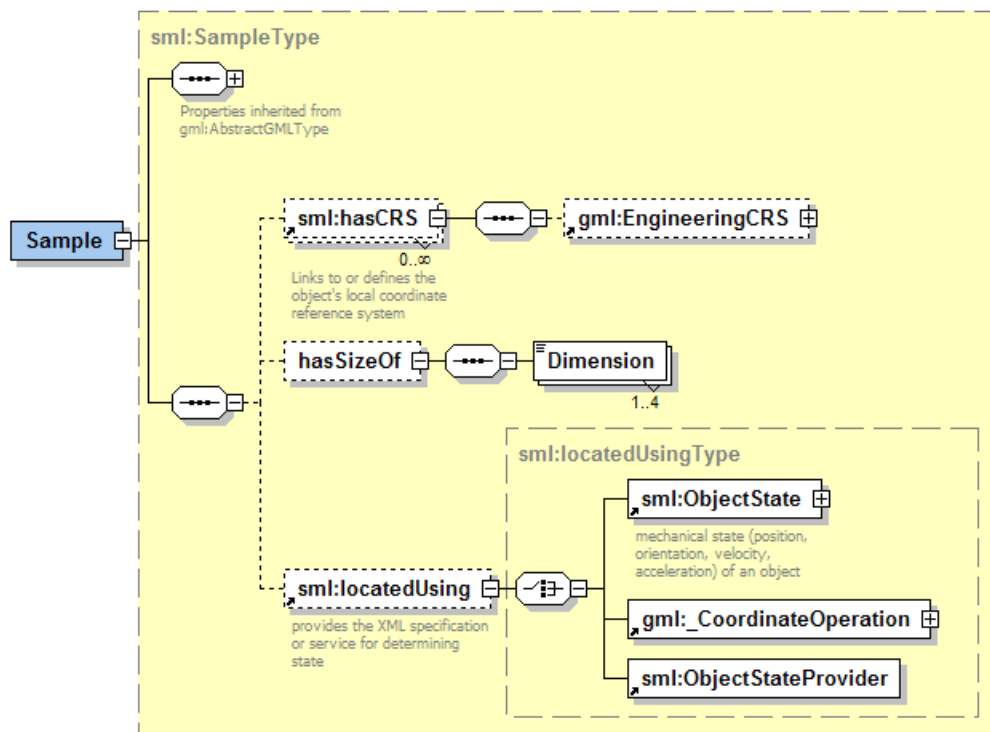 sml:SampleType
Properties inherited from
gml:AbstractGMLType
Sample
sml:hasCRS
0..∞
Links to or defines the
object's local coordinate
reference system
gml:EngineeringCRS
hasSizeOf
Dimension
1..4
sml:locatedUsingType
sml:ObjectState
mechanical state (position,
orientation, velocity,
acceleration) of an object
sml:locatedUsing
provides the XML specification
or service for determining
state
gml:_CoordinateOperation
sml:ObjectStateProvider